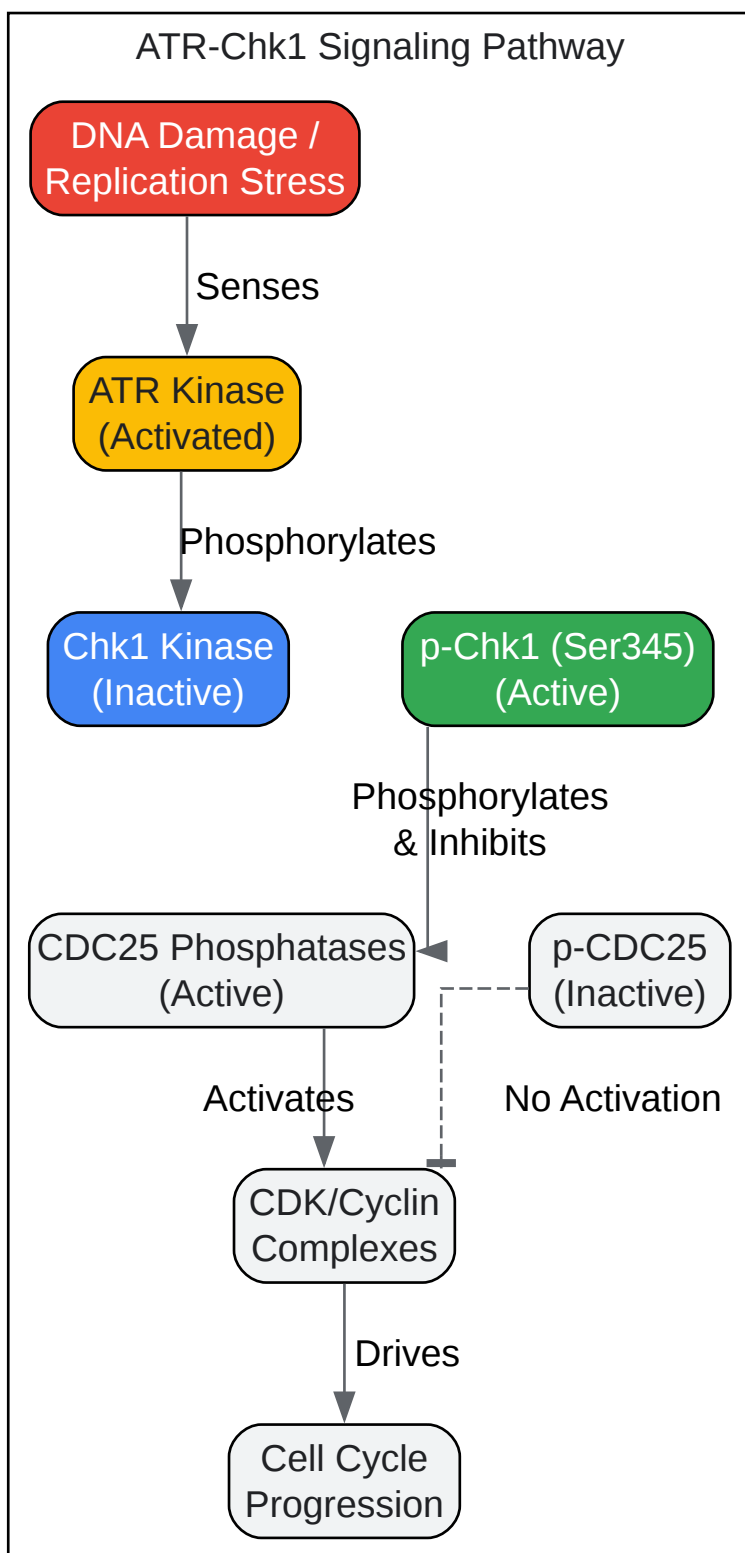 ATR-Chk1 Signaling Pathway
DNA Damage /
Replication Stress
Senses
ATR Kinase
(Activated)
Phosphorylates
Chk1 Kinase
(Inactive)
p-Chk1 (Ser345)
(Active)
Phosphorylates
& Inhibits
CDC25 Phosphatases
(Active)
p-CDC25
(Inactive)
Activates
No Activation
CDK/Cyclin
Complexes
Drives
Cell Cycle
Progression